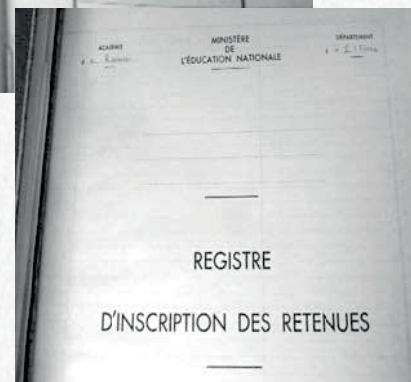 ACADÉMIE
MINISTÈRE
DE
L'ÉDUCATION NATIONALE
DÉPARTEMENT
REGISTRE
D'INSCRIPTION DES RETENUES